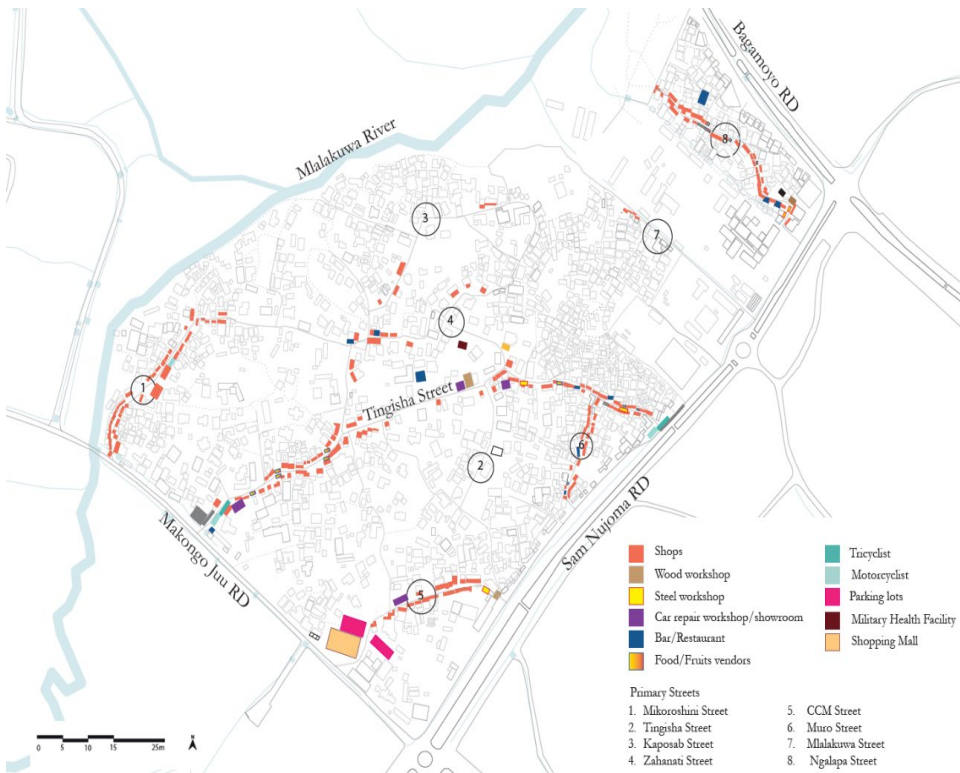 Bagamoyo RD
8
Mlalakuwa River
3
7
4
1
Tingisha Street
6
2
Sam Nujoma RD
Makongo Juu RD
5
Shops
Wood workshop
Steel workshop
Car repair workshop/showroom
Bar/Restaurant
Food/Fruits vendors
Tricyclist
Motorcyclist
Parking lots
Military Health Facility
Shopping Mall
Primary Streets
1. Mikoroshini Street
2. Tingisha Street
3. Kaposab Street
4. Zahanati Street
5. CCM Street
6. Muro Street
7. Mlalakuwa Street
8. Ngalapa Street
0 5 10 15 25m
N